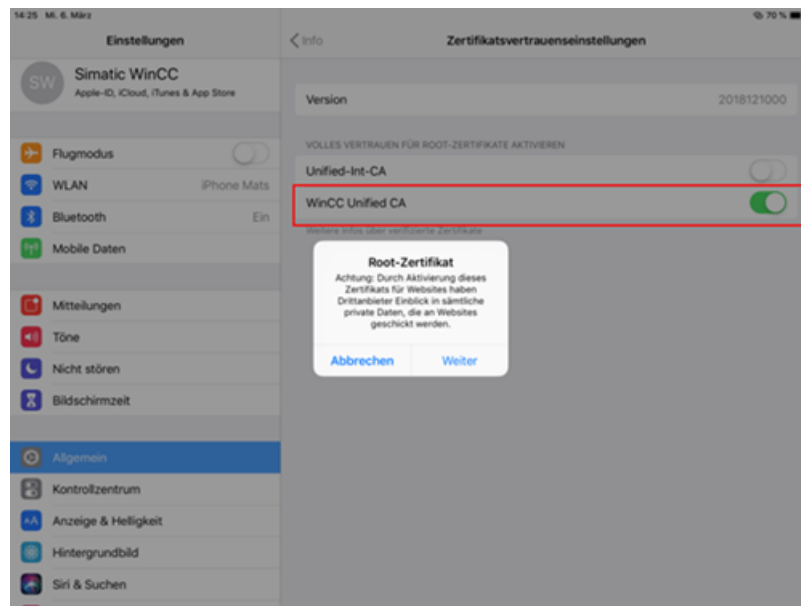 14:25 Mi. 6. März
70 %
Einstellungen
SW
Simatic WinCC
Apple-ID, iCloud, iTunes & App Store
Flugmodus
WLAN
iPhone Mats
Bluetooth
Ein
Mobile Daten
Mitteilungen
Töne
Nicht stören
Bildschirmzeit
Allgemein
Kontrollzentrum
Anzeige & Helligkeit
Hintergrundbild
Siri & Suchen
Info
Zertifikatsvertrauenseinstellungen
Version
2018121000
VOLLES VERTRAUEN FÜR ROOT-ZERTIFIKATE AKTIVIEREN
Unified-Int-CA
WinCC Unified CA
Weitere Infos über verifizierte Zertifikate
Root-Zertifikat
Achtung: Durch Aktivierung dieses
Zertifikats für Websites haben
Drittanbieter Einblick in sämtliche
private Daten, die an Websites
geschickt werden.
Abbrechen
Weiter